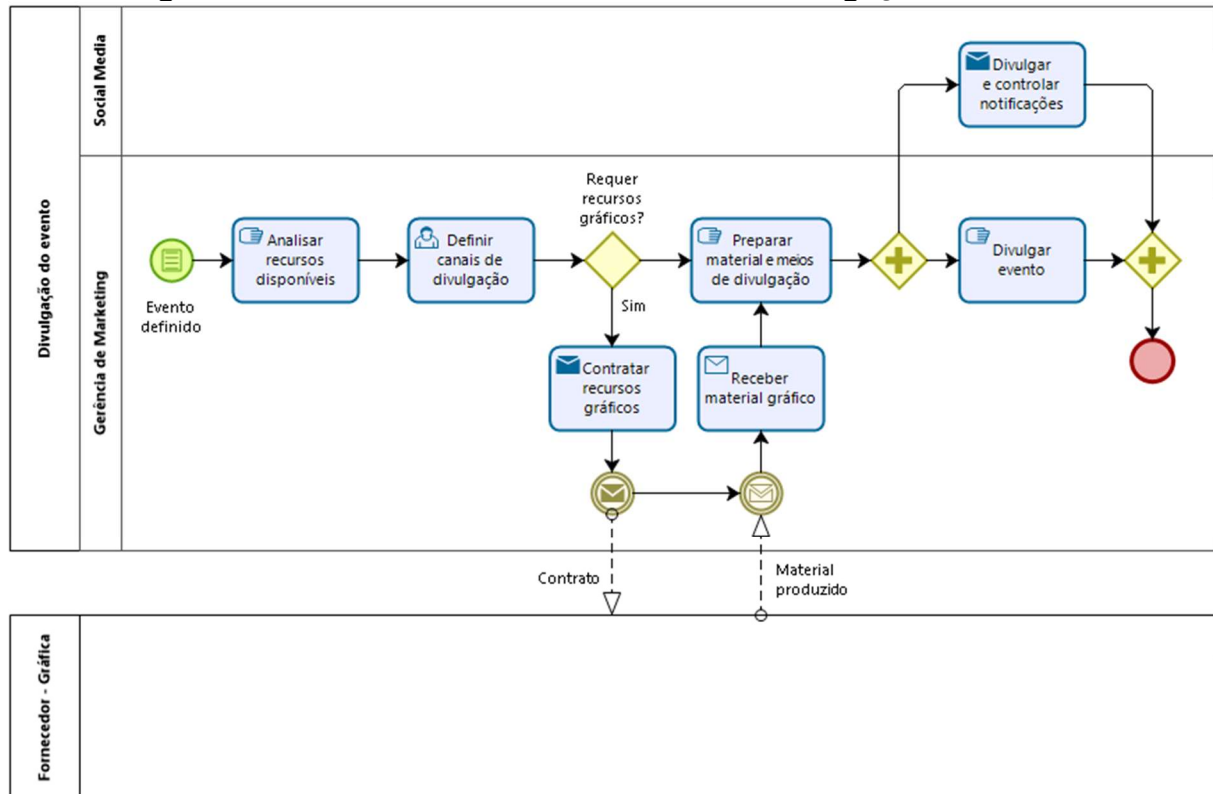 Social Media
Divulgar
e controlar
notificações
Divulgação do evento
Gerência de Marketing
Evento
definido
Analisar
recursos
disponíveis
Definir
canais de
divulgação
Requer
recursos
gráficos?
Sim
Preparar
material e meios
de divulgação
Divulgar
evento
Contratar
recursos
gráficos
Receber
material gráfico
Contrato
Material
produzido
Fornecedor - Gráfica